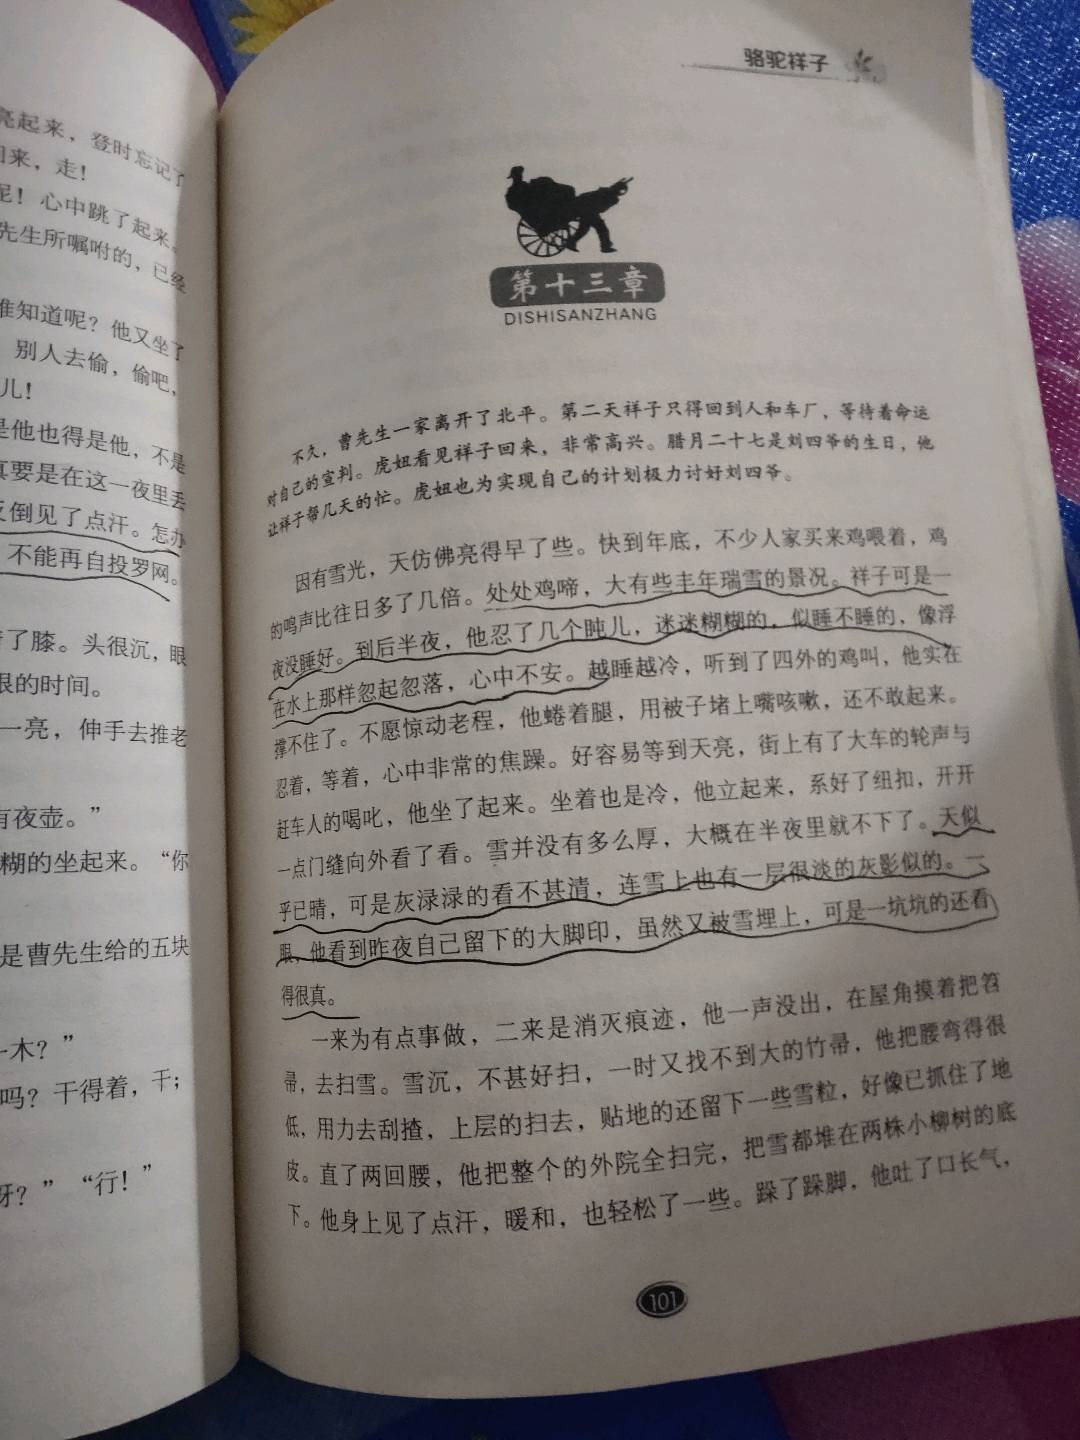 亮起来，登时忘记了
回来，走！
呢！心中跳了起来。
先生所嘱咐的，已经
谁知道呢？他又坐了
别人去偷，偷吧，
儿！
是他也得是他，不是
真要是在这一夜里丢
反倒见了点汗。怎办
不能再自投罗网。
了膝。头很沉，眼
很的时间。
一亮，伸手去推老
有夜壶。”
糊的坐起来。“你
是曹先生给的五块
木？”
吗？干得着，干；
呀？”“行！”
骆驼祥子
第十三章
DISHISANZHANG
不久，曹先生一家离开了北平。第二天祥子只得回到人和车厂，等待着命运
对自己的宣判。虎妞看见祥子回来，非常高兴。腊月二十七是刘四爷的生日，他
让祥子帮几天的忙。虎妞也为实现自己的计划极力讨好刘四爷。
因有雪光，天仿佛亮得早了些。快到年底，不少人家买来鸡喂着，鸡
的鸣声比往日多了几倍。处处鸡啼，大有些丰年瑞雪的景况。祥子可是一
夜没睡好。到后半夜，他忍了几个盹儿，迷迷糊糊的，似睡不睡的，像浮
在水上那样忽起忽落，心中不安。越睡越冷，听到了四外的鸡叫，他实在
撑不住了。不愿惊动老程，他蜷着腿，用被子堵上嘴咳嗽，还不敢起来。
忍着，等着，心中非常的焦躁。好容易等到天亮，街上有了大车的轮声与
赶车人的喝叱，他坐了起来。坐着也是冷，他立起来，系好了纽扣，开开
一点门缝向外看了看。雪并没有多么厚，大概在半夜里就不下了。天似
乎已晴，可是灰渌渌的看不甚清，连雪上也有一层很淡的灰影似的。一
眼，他看到昨夜自己留下的大脚印，虽然又被雪埋上，可是一坑坑的还看
得很真。
一来为有点事做，二来是消灭痕迹，他一声没出，在屋角摸着把笤
帚，去扫雪。雪沉，不甚好扫，一时又找不到大的竹帚，他把腰弯得很
低，用力去刮揸，上层的扫去，贴地的还留下一些雪粒，好像已抓住了地
皮。直了两回腰，他把整个的外院全扫完，把雪都堆在两株小柳树的底
下。他身上见了点汗，暖和，也轻松了一些。跺了跺脚，他吐了口长气，
101